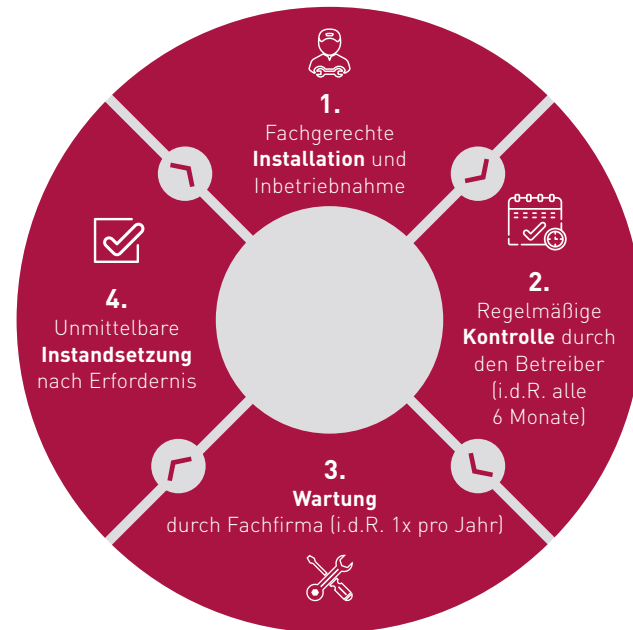 1.
Fachgerechte
Installation und
Inbetriebnahme
2.
Regelmäßige
Kontrolle durch
den Betreiber
(i.d.R. alle
6 Monate)
3.
Wartung
durch Fachfirma (i.d.R. 1x pro Jahr)
4.
Unmittelbare
Instandsetzung
nach Erfordernis